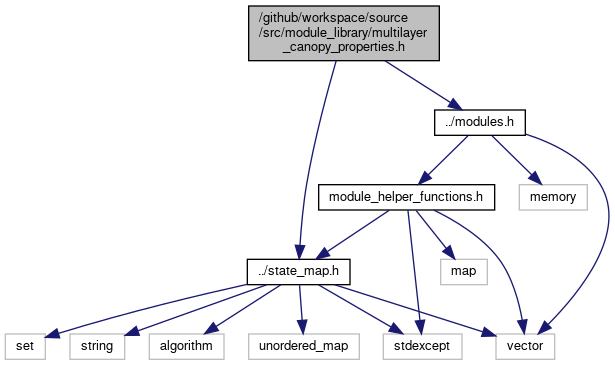 /github/workspace/source
/src/module_library/multilayer
_canopy_properties.h
../modules.h
module_helper_functions.h
memory
../state_map.h
map
set
string
algorithm
unordered_map
stdexcept
vector